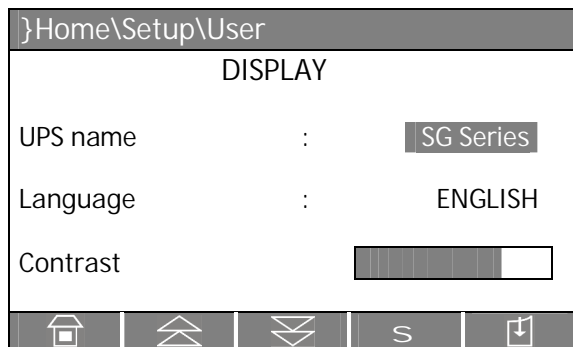 }Home\Setup\User
DISPLAY
UPS name : SG Series
Language : ENGLISH
Contrast
S